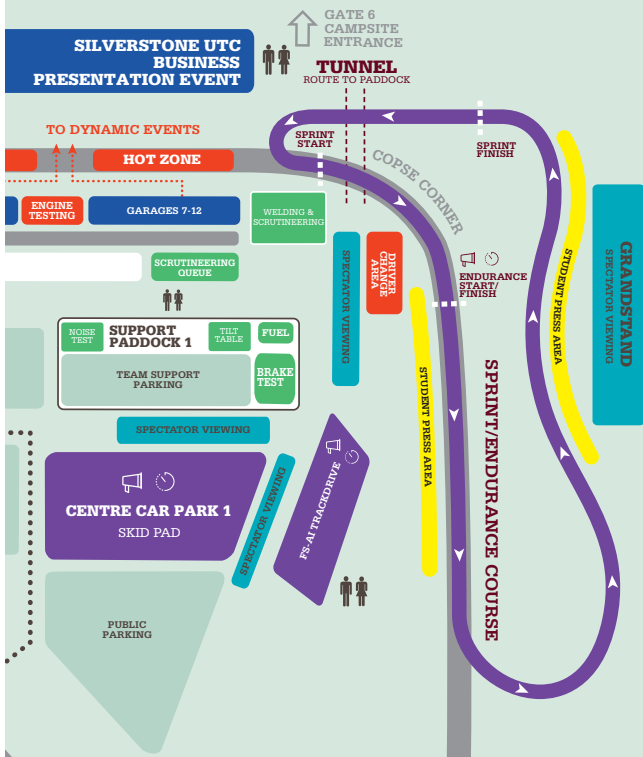 GATE 6
CAMPSITE
ENTRANCE
SILVERSTONE UTC
BUSINESS
PRESENTATION EVENT
TUNNEL
ROUTE TO PADDOCK
TO DYNAMIC EVENTS
SPRINT
START
SPRINT
FINISH
HOT ZONE
COPSE CORNER
ENGINE
TESTING
GARAGES 7-12
WELDING &
SCRUTINEERING
SCRUTINEERING
QUEUE
SPECTATOR VIEWING
DRIVER
CHANGE
AREA
ENDURANCE
START/
FINISH
STUDENT PRESS AREA
GRANDSTAND
SPECTATOR VIEWING
NOISE
TEST
SUPPORT
PADDOCK 1
TILT
TABLE
FUEL
TEAM SUPPORT
PARKING
BRAKE
TEST
STUDENT PRESS AREA
SPRINT/ENDURANCE COURSE
SPECTATOR VIEWING
SPECTATOR VIEWING
FS-AI TRACKDRIVE
CENTRE CAR PARK 1
SKID PAD
PUBLIC
PARKING